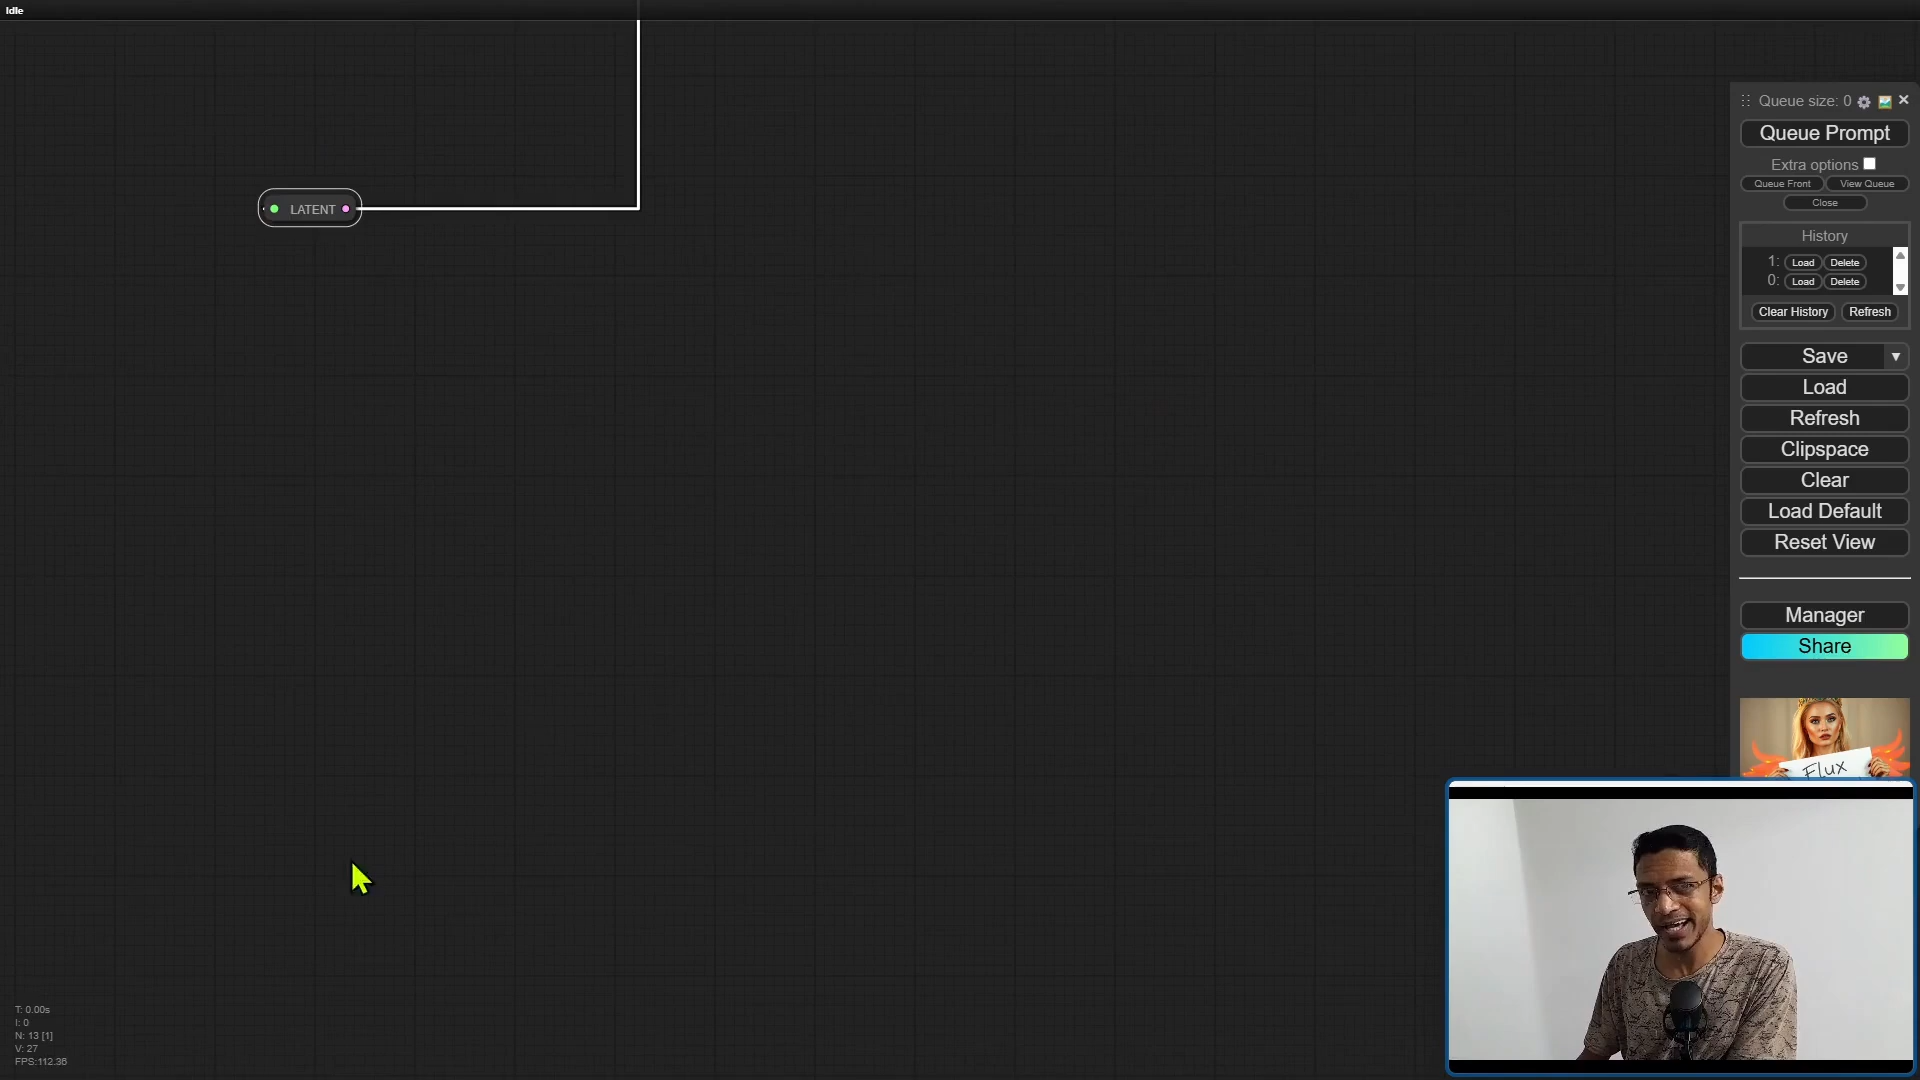 Idle
LATENT
Queue size: 0
Queue Prompt
Extra options
Queue Front
View Queue
Close
History
1: Load Delete
0: Load Delete
Clear History
Refresh
Save ▼
Load
Refresh
Clipspace
Clear
Load Default
Reset View
Manager
Share
FLUX
T: 0.00s
I: 0
N: 13 [1]
V: 27
FPS:112.36